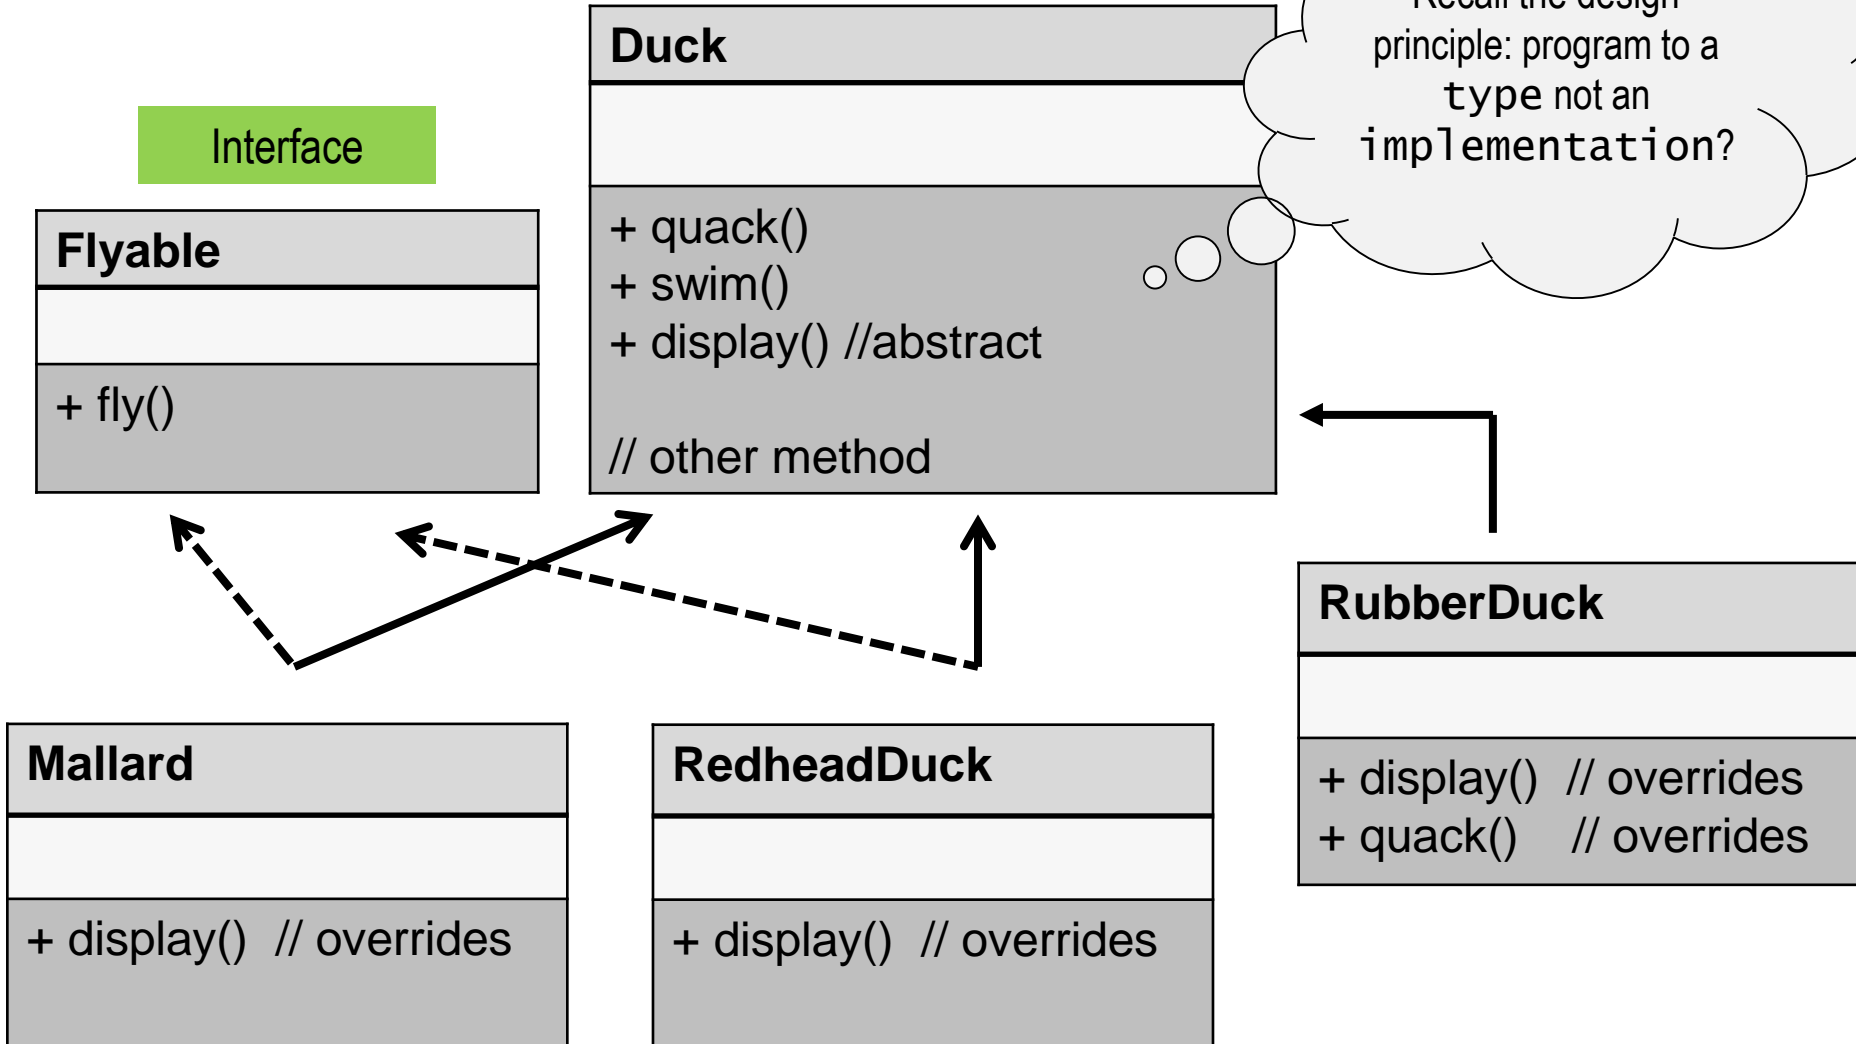 Recall the design
principle: program to a
type not an
implementation?
Duck
+ quack()
+ swim()
+ display() //abstract
// other method
Interface
Flyable
+ fly()
Mallard
+ display() // overrides
RedheadDuck
+ display() // overrides
RubberDuck
+ display() // overrides
+ quack() // overrides